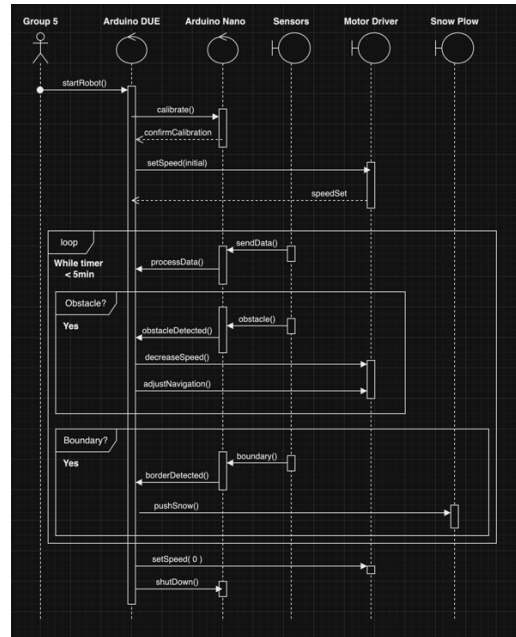 Group 5 Arduino DUE Arduino Nano Sensors Motor Driver Snow Plow
startRobot()
calibrate()
confirmCalibration
setSpeed(initial)
speedSet
loop
sendData()
While timer
< 5min
processData()
Obstacle?
Yes
obstacle()
obstacleDetected()
decreaseSpeed()
adjustNavigation()
Boundary?
Yes
boundary()
borderDetected()
pushSnow()
setSpeed( 0 )
shutDown()